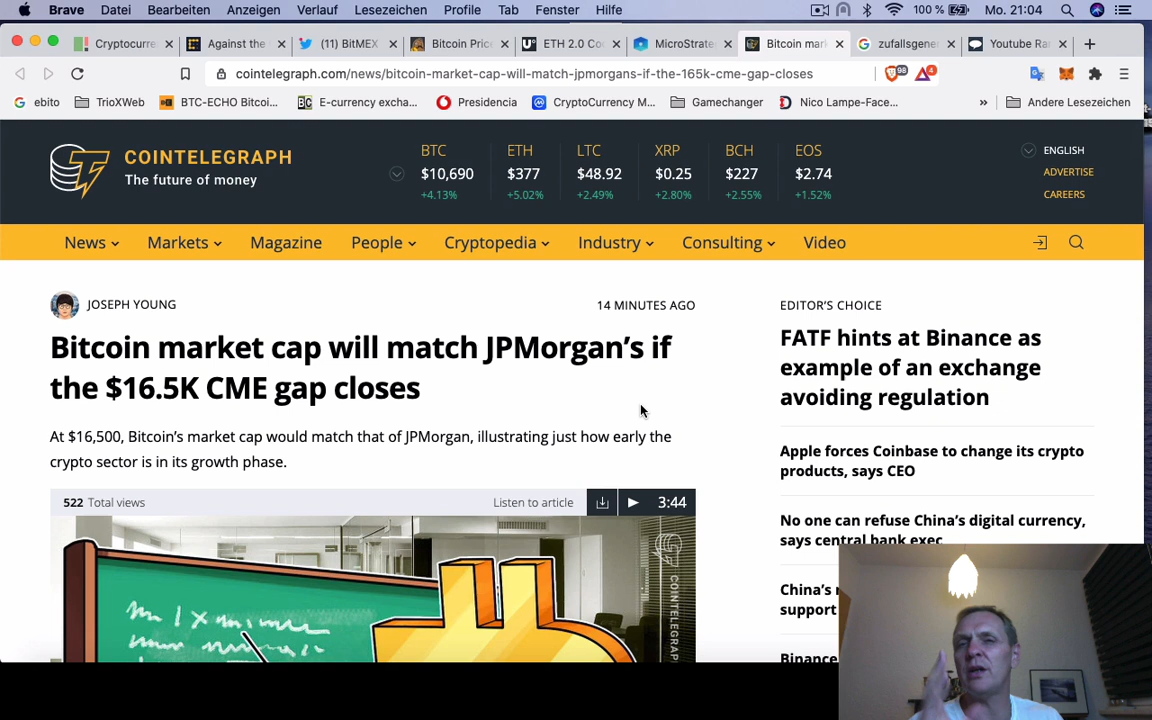 Brave Datei Bearbeiten Anzeigen Verlauf Lesezeichen Profile Tab Fenster Hilfe 100 % Mo. 21:04
Cryptocurre Against the (11) BitMEX Bitcoin Price ETH 2.0 Co MicroStrate Bitcoin mar zufallsgener Youtube Ra
cointelegraph.com/news/bitcoin-market-cap-will-match-jpmorgans-if-the-165k-cme-gap-closes 98 4
ebito TrioXWeb BTC-ECHO Bitcoi... E-currency excha... Presidencia CryptoCurrency M... Gamechanger Nico Lampe-Face... » Andere Lesezeichen
COINTELEGRAPH
The future of money
BTC ETH LTC XRP BCH EOS
$10,690 $377 $48.92 $0.25 $227 $2.74
+4.13% +5.02% +2.49% +2.80% +2.55% +1.52%
ENGLISH
ADVERTISE
CAREERS
News Markets Magazine People Cryptopedia Industry Consulting Video
JOSEPH YOUNG 14 MINUTES AGO
Bitcoin market cap will match JPMorgan's if
the $16.5K CME gap closes
At $16,500, Bitcoin's market cap would match that of JPMorgan, illustrating just how early the
crypto sector is in its growth phase.
522 Total views Listen to article 3:44
COINTELEGRAPH
EDITOR'S CHOICE
FATF hints at Binance as
example of an exchange
avoiding regulation
Apple forces Coinbase to change its crypto
products, says CEO
No one can refuse China's digital currency,
says central bank exec
China's
support
Binance